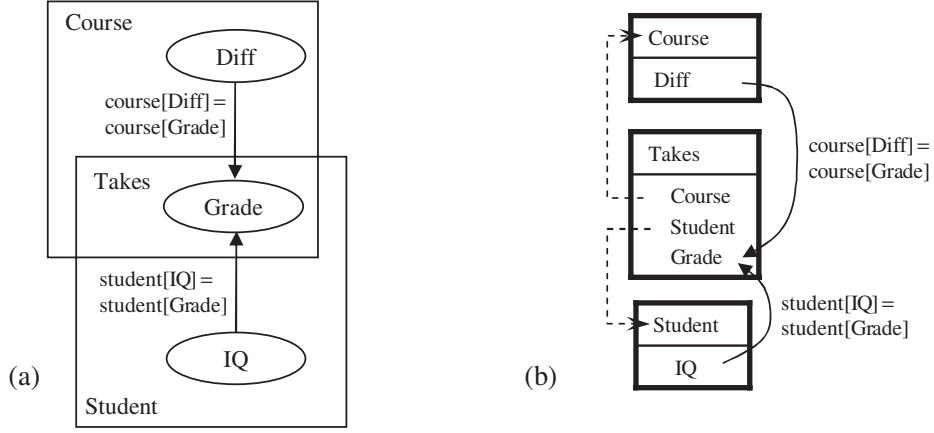 Course
Diff
course[Diff] =
course[Grade]
Takes
Grade
student[IQ] =
student[Grade]
IQ
Student
(a)
Course
Diff
course[Diff] =
course[Grade]
Takes
Course
Student
Grade
student[IQ] =
student[Grade]
Student
IQ
(b)